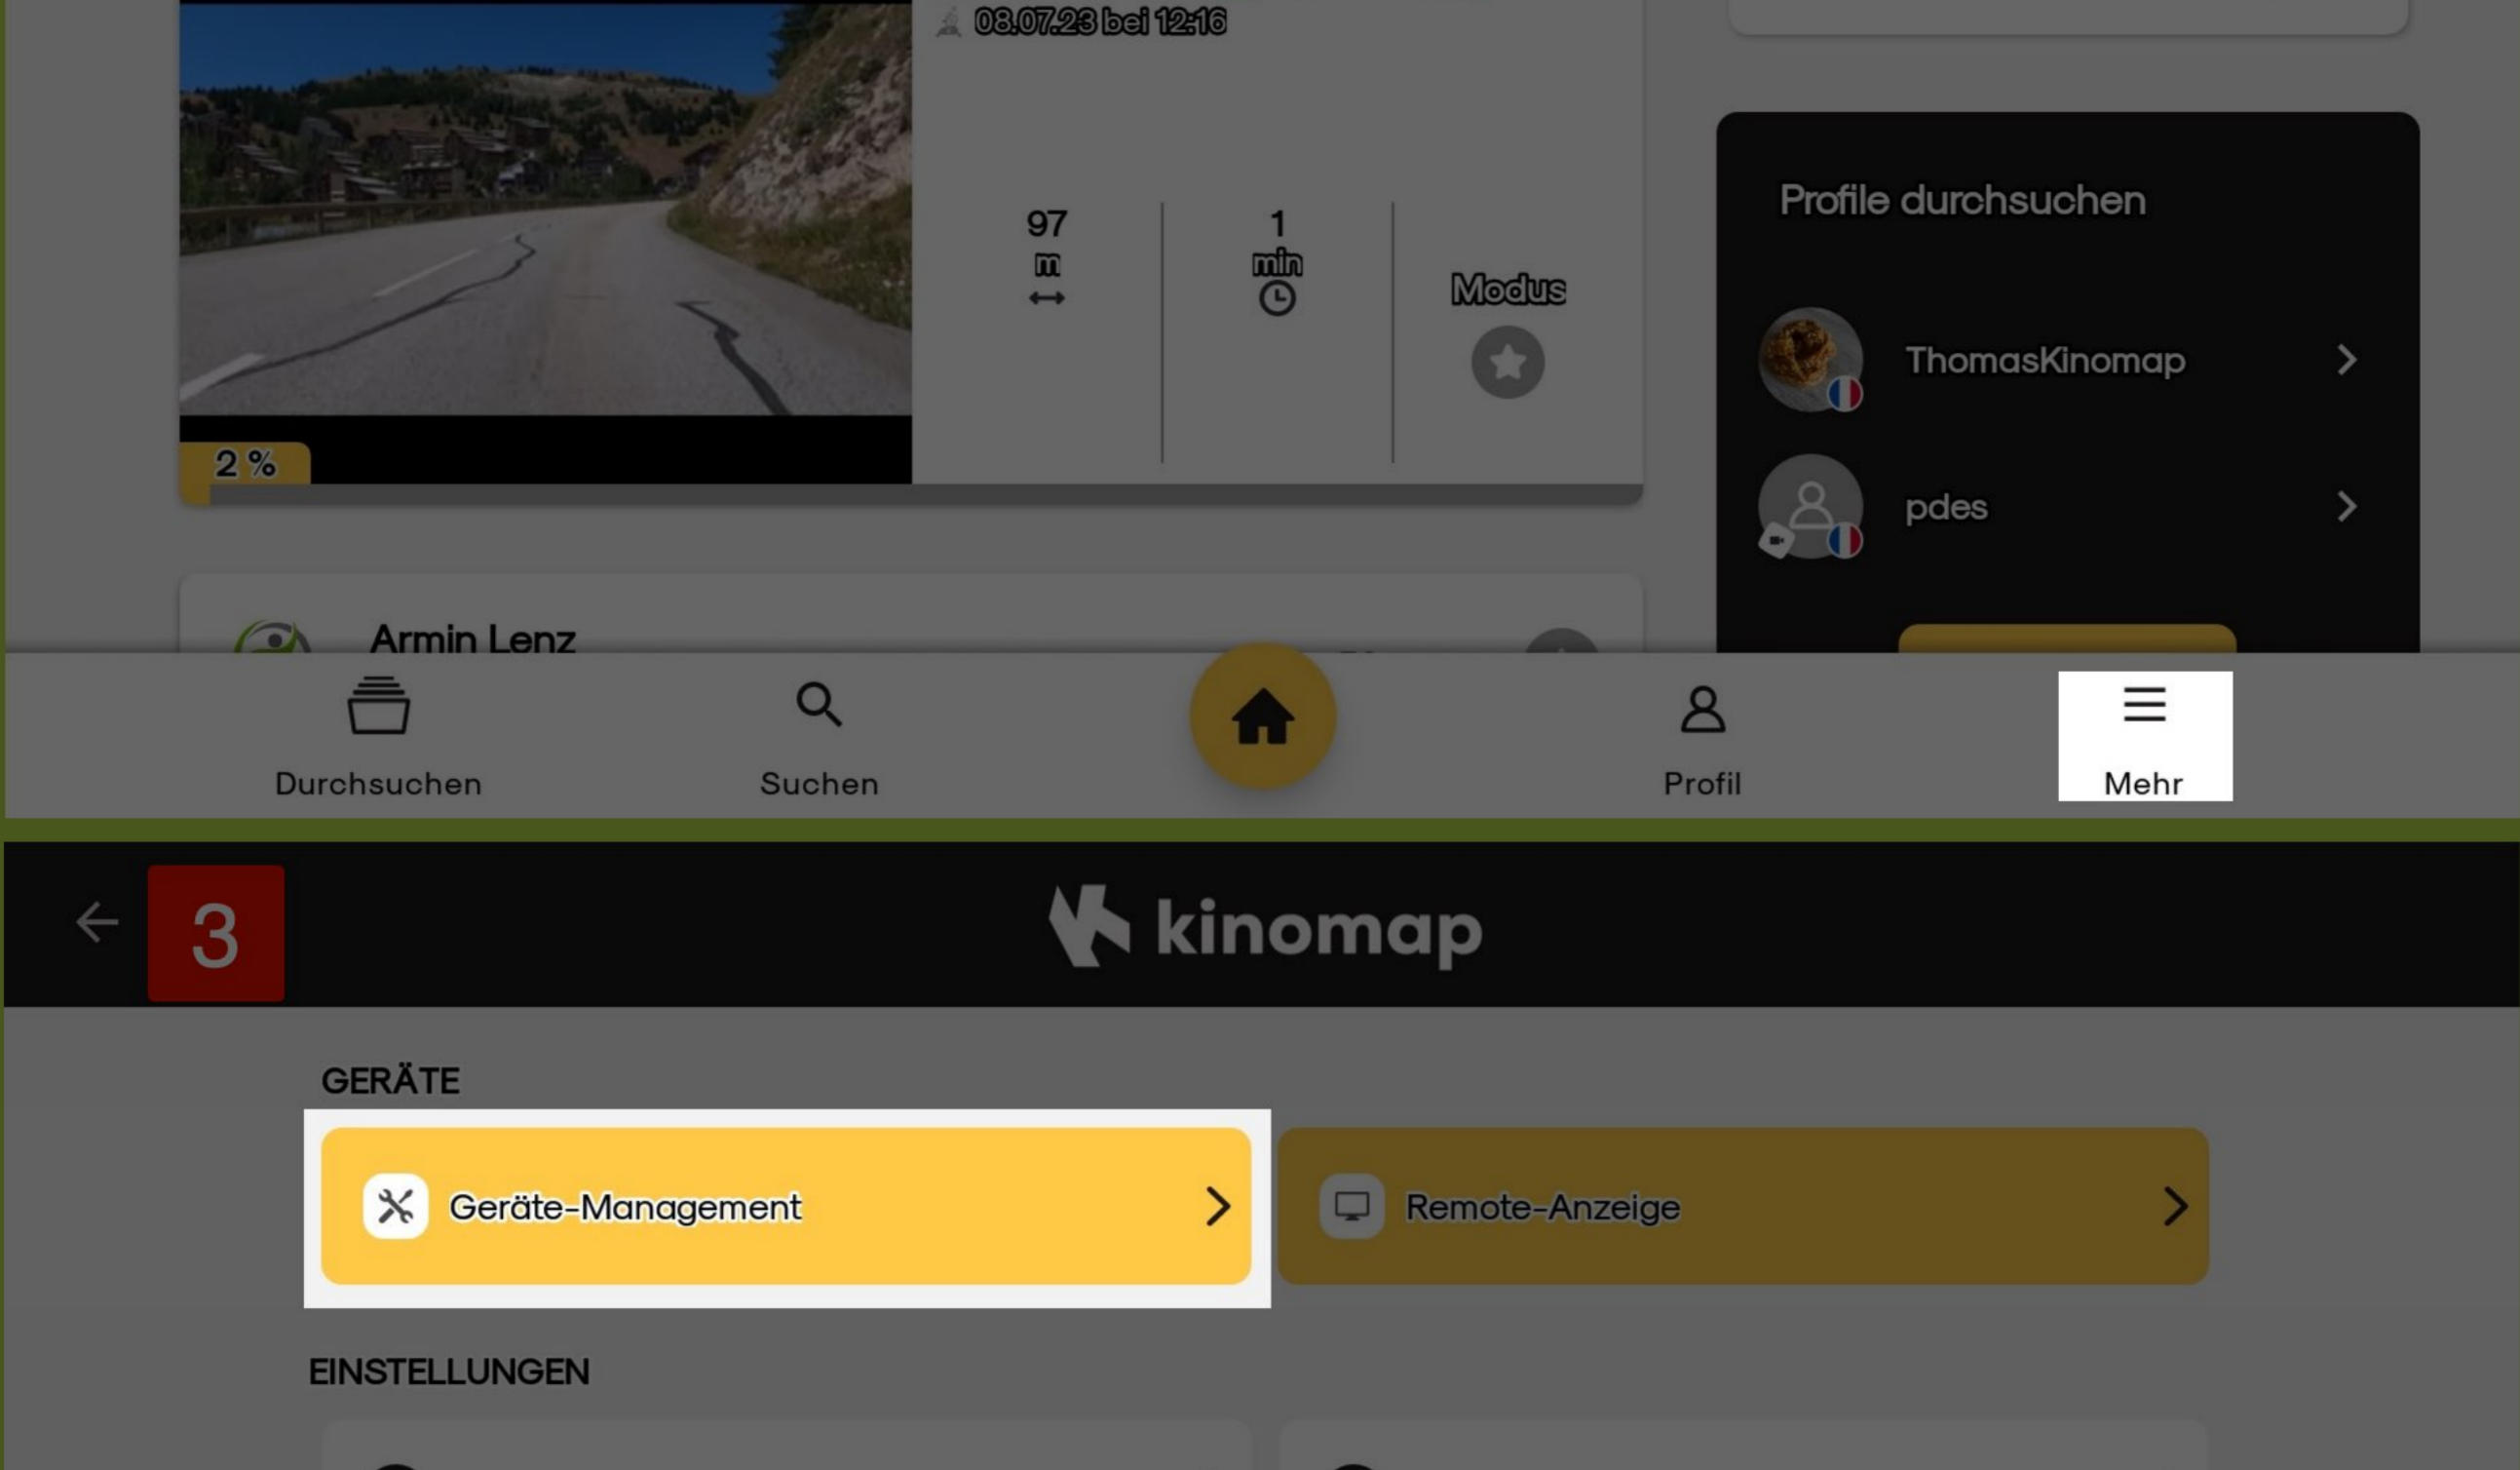 08.07.23 bei 12:16
97
m
1
min
Modus
2 %
Profile durchsuchen
ThomasKinomap
pdes
Armin Lenz
Durchsuchen
Suchen
Profil
Mehr
3
kinomap
GERÄTE
Geräte-Management
Remote-Anzeige
EINSTELLUNGEN